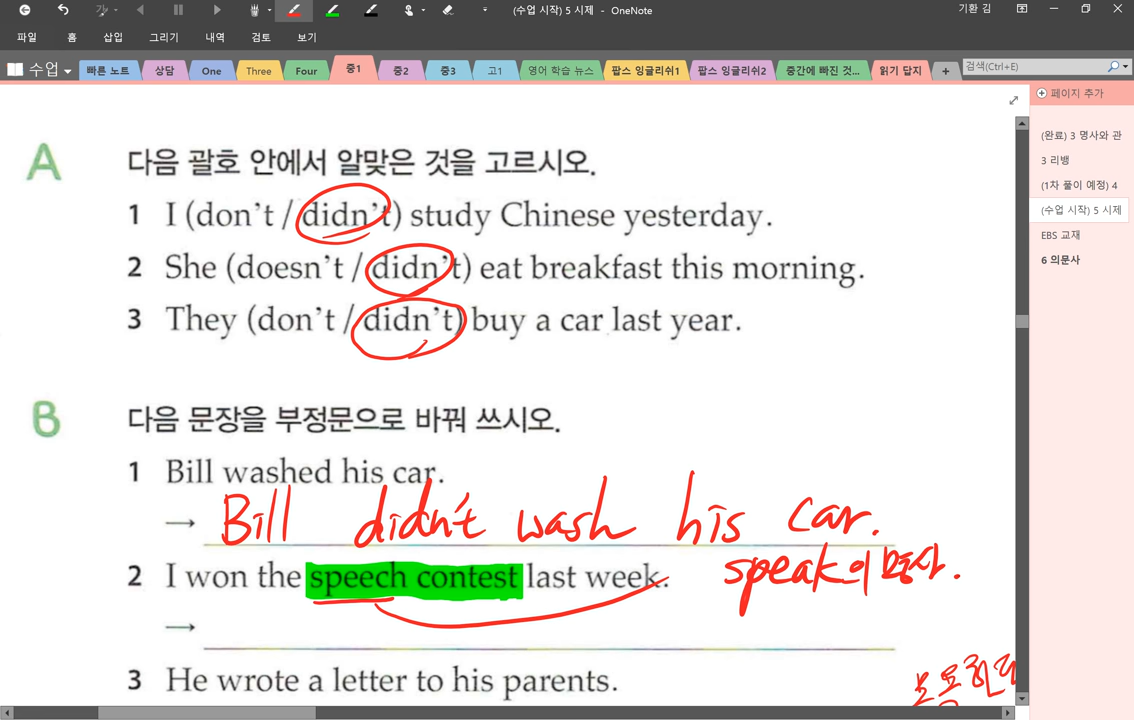 (수업 시작) 5 시제 - OneNote
기환 김
파일 홈 삽입 그리기 내역 검토 보기
수업 빠른 노트 상담 One Three Four 중1 중2 중3 고1 영어 학습 뉴스 팝스 잉글리쉬1 팝스 잉글리쉬2 중간에 빠진 것... 읽기 답지 + 검색(Ctrl+E)
페이지 추가
(완료) 3 명사와 관
3 리뱅
(1차 풀이 예정) 4
(수업 시작) 5 시제
EBS 교재
6 의문사
A 다음 괄호 안에서 알맞은 것을 고르시오.
1 I (don't / didn't) study Chinese yesterday.
2 She (doesn't / didn't) eat breakfast this morning.
3 They (don't / didn't) buy a car last year.
B 다음 문장을 부정문으로 바꿔 쓰시오.
1 Bill washed his car.
→ Bill didn't wash his car.
2 I won the speech contest last week.
speak의 명사.
→
3 He wrote a letter to his parents.